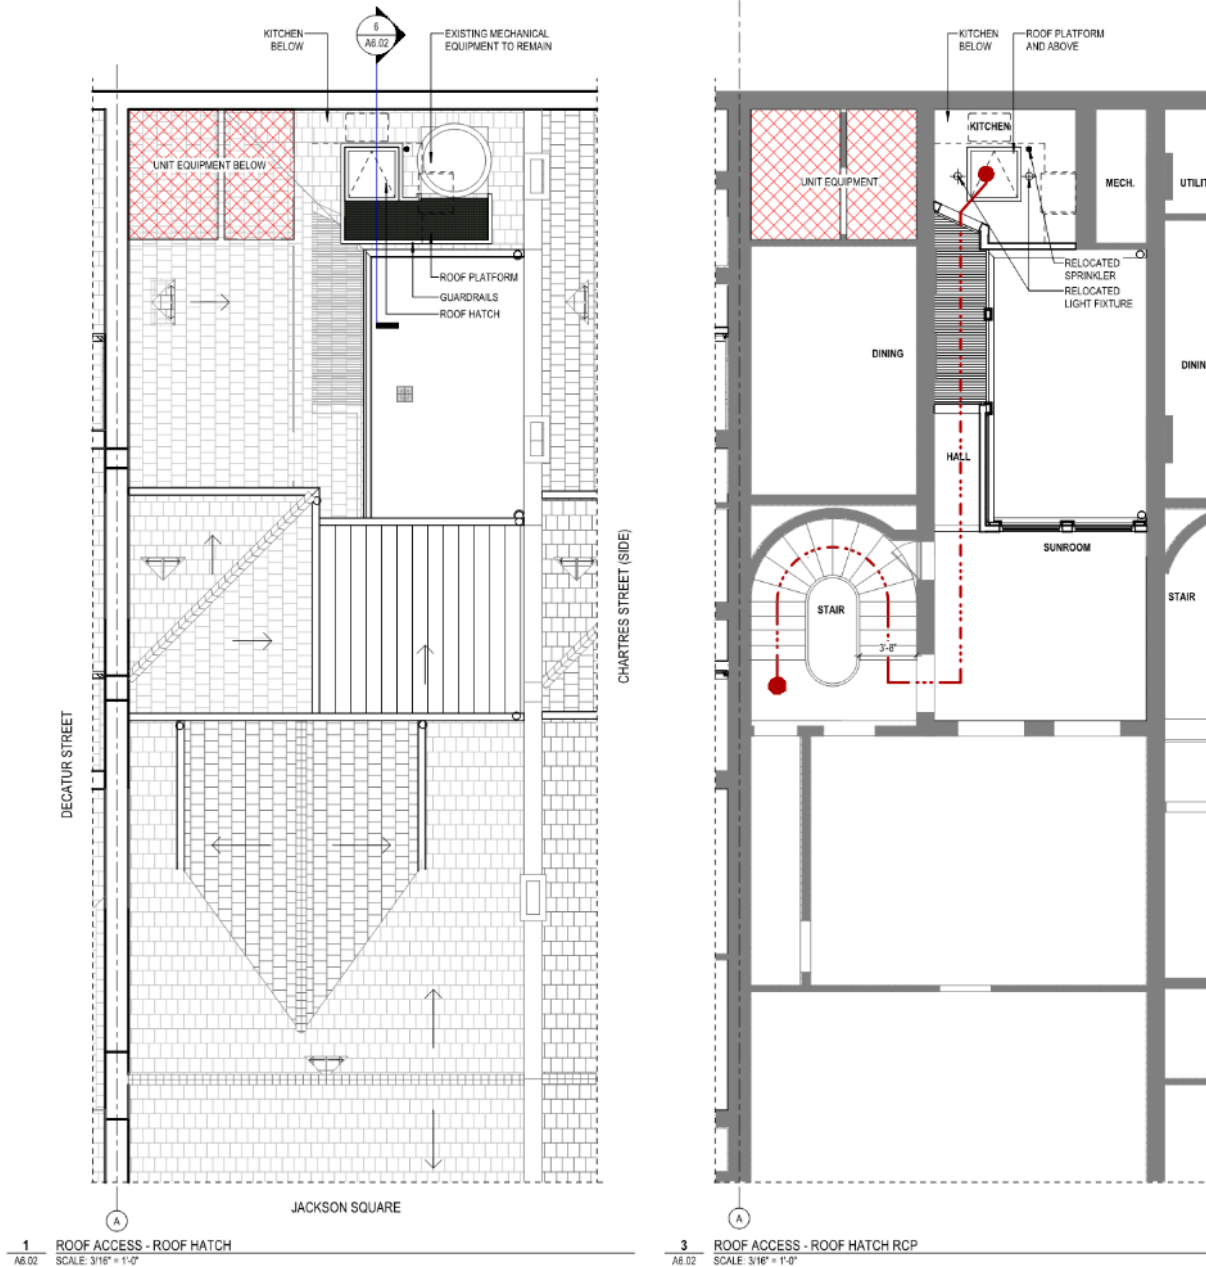 KITCHEN
BELOW
6
A6.02
EXISTING MECHANICAL
EQUIPMENT TO REMAIN
UNIT EQUIPMENT BELOW
ROOF PLATFORM
GUARDRAILS
ROOF HATCH
CHARTRES STREET (SIDE)
DECATUR STREET
JACKSON SQUARE
A
1
A6.02
ROOF ACCESS - ROOF HATCH
SCALE: 3/16" = 1'-0"
KITCHEN
BELOW
ROOF PLATFORM
AND ABOVE
KITCHEN
UNIT EQUIPMENT
MECH.
UTILIT
RELOCATED
SPRINKLER
RELOCATED
LIGHT FIXTURE
DINING
DININ
HALL
SUNROOM
STAIR
3'-8"
STAIR
A
3
A6.02
ROOF ACCESS - ROOF HATCH RCP
SCALE: 3/16" = 1'-0"